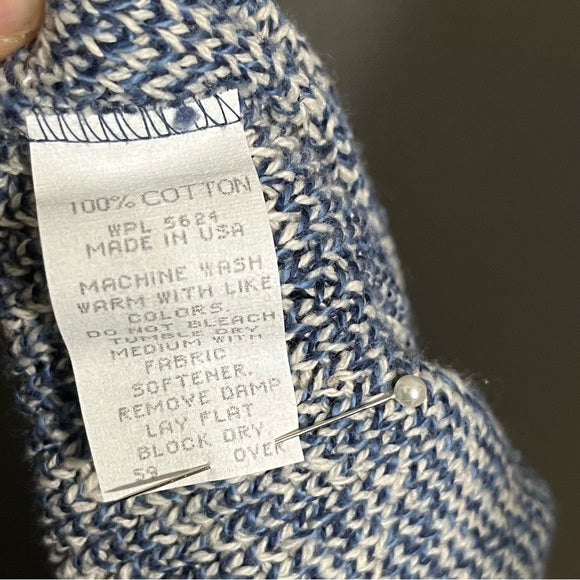 100% COTTON
WPL 5624
MADE IN USA
MACHINE WASH
WARM WITH LIKE
COLORS.
DO NOT BLEACH
TUMBLE DRY
MEDIUM WITH
FABRIC
SOFTENER.
REMOVE DAMP
LAY FLAT
BLOCK DRY
59 OVER